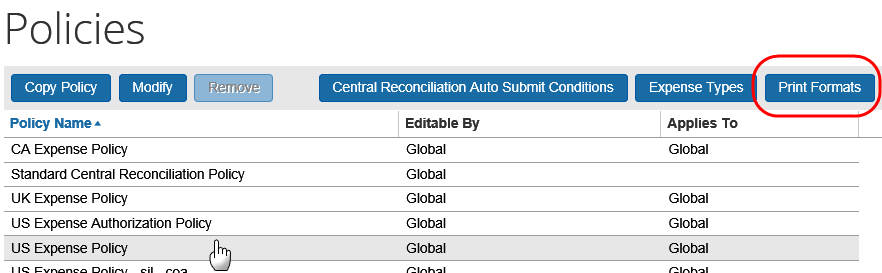 Policies
Copy Policy Modify Remove Central Reconciliation Auto Submit Conditions Expense Types Print Formats
Policy Name Editable By Applies To
CA Expense Policy Global Global
Standard Central Reconciliation Policy Global
UK Expense Policy Global Global
US Expense Authorization Policy Global Global
US Expense Policy Global Global
US Expense Policy - sil - coa Global Global